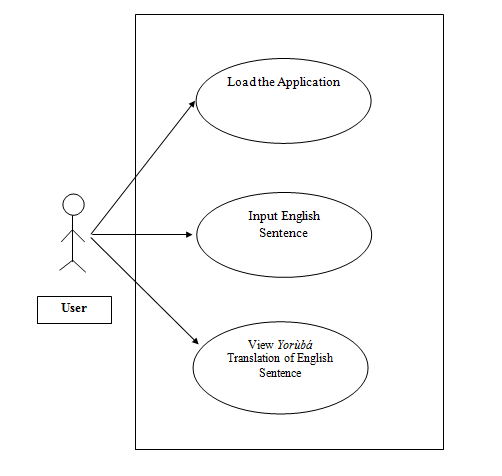 Load the Application
Input English
Sentence
User
View Yorùbá
Translation of English
Sentence